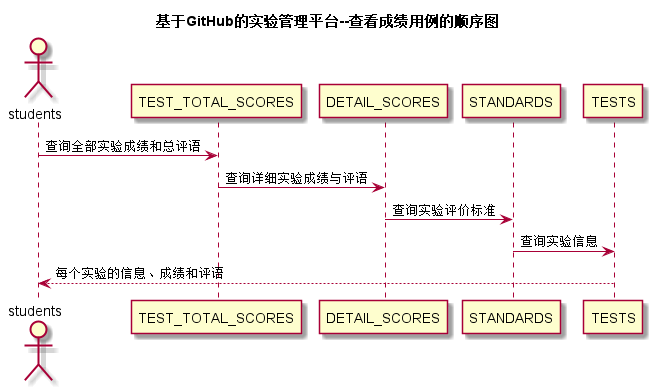 基于GitHub的实验管理平台--查看成绩用例的顺序图
students
TEST_TOTAL_SCORES
DETAIL_SCORES
STANDARDS
TESTS
查询全部实验成绩和总评语
查询详细实验成绩与评语
查询实验评价标准
查询实验信息
每个实验的信息、成绩和评语
students
TEST_TOTAL_SCORES
DETAIL_SCORES
STANDARDS
TESTS